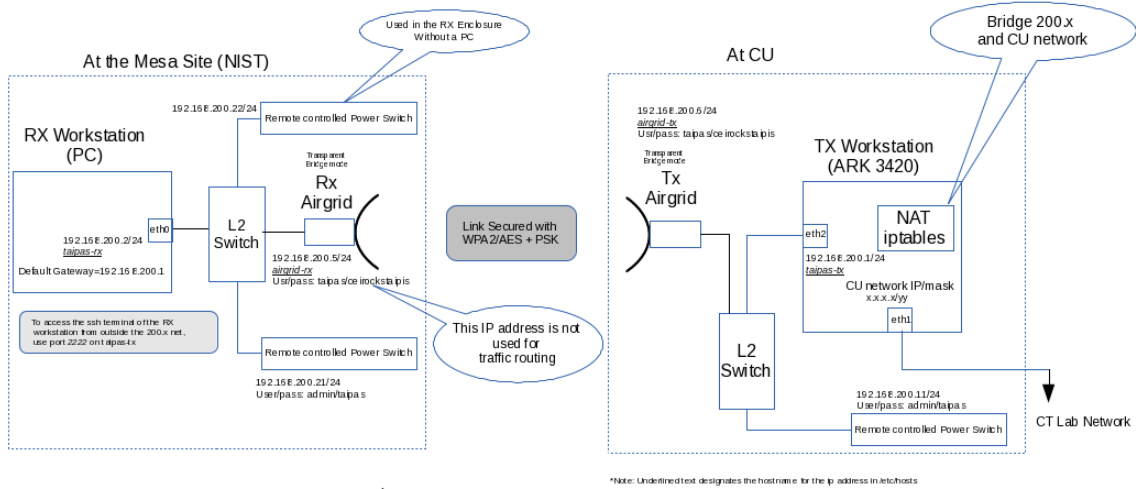 Used in the RX Enclosure
Without a PC
At the Mesa Site (NIST)
192.168.200.22/24
Remote controlled Power Switch
RX Workstation
(PC)
eth0
192.168.200.2/24
taipas-rx
Default Gateway=192.168.200.1
L2
Switch
Transparent
Bridge mode
Rx
Airgrid
192.168.200.5/24
airgrid-rx
Usr/pass: taipas/ceirockstaipis
To access the ssh terminal of the RX
workstation from outside the 200.x net,
use port 2222 on taipas-tx
Remote controlled Power Switch
192.168.200.21/24
User/pass: admin/taipas
This IP address is not
used for
traffic routing
Link Secured with
WPA2/AES + PSK
At CU
Bridge 200.x
and CU network
192.168.200.6/24
airgrid-tx
Usr/pass: taipas/ceirockstaipis
Transparent
Bridge mode
Tx
Airgrid
TX Workstation
(ARK 3420)
NAT
iptables
eth2
192.168.200.1/24
taipas-tx
CU network IP/mask
x.x.x.x/yy
eth1
L2
Switch
192.168.200.11/24
User/pass: admin/taipas
Remote controlled Power Switch
CT Lab Network
*Note: Underlined text designates the hostname for the ip address in /etc/hosts